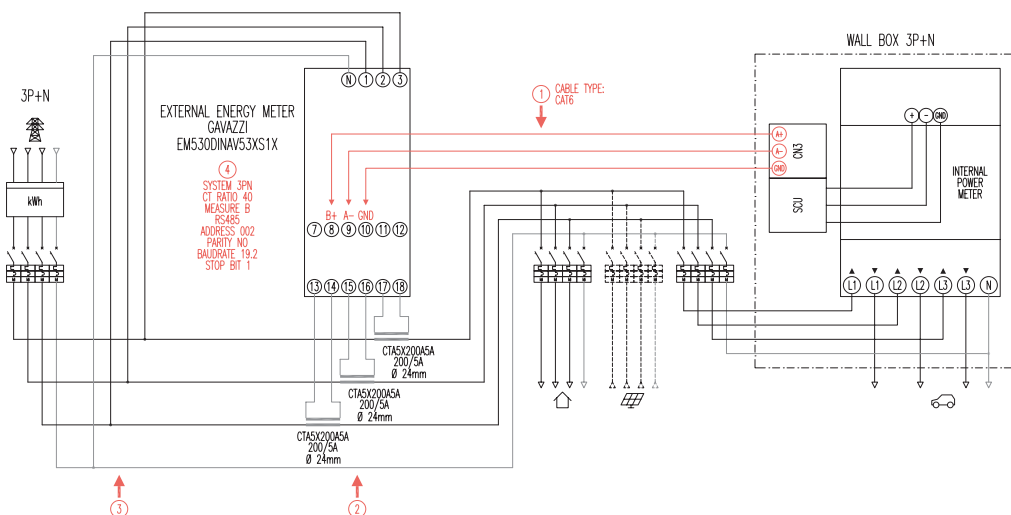 WALL BOX 3P+N
3P+N
N 1 2 3
EXTERNAL ENERGY METER
GAVAZZI
EM530DINAV53XS1X
4
SYSTEM 3PN
CT RATIO 40
MEASURE B
RS485
ADDRESS 002
PARITY NO
BAUDRATE 19.2
STOP BIT 1
1
CABLE TYPE:
CAT6
kWh
B+ A- GND
7 8 9 10 11 12
13 14 15 16 17 18
A+
A-
GND
CN3
SCU
+ - GND
INTERNAL
POWER
METER
L1 L1 L2 L2 L3 L3 N
CTA5X200A5A
200/5A
Ø 24mm
CTA5X200A5A
200/5A
Ø 24mm
CTA5X200A5A
200/5A
Ø 24mm
3
2